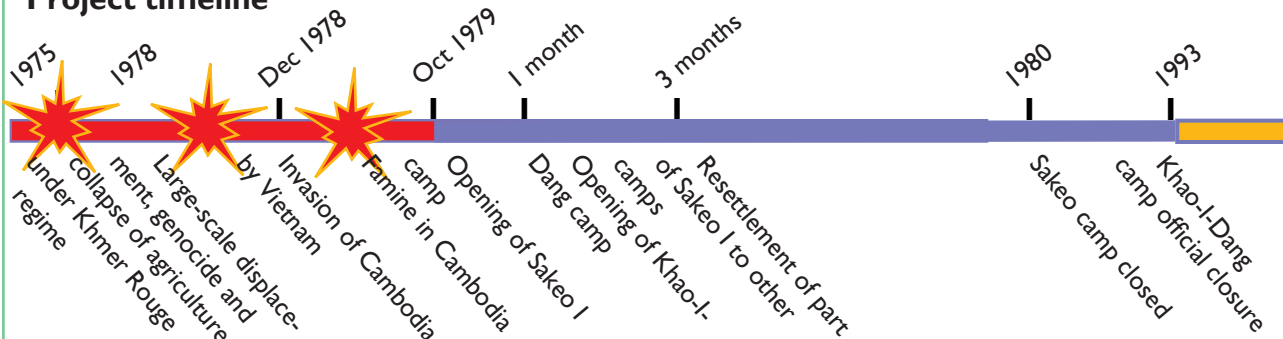 Project timeline
1975
1978
Dec 1978
Oct 1979
1 month
3 months
1980
1993
Large-scale displace-
ment, genocide and
collapse of agriculture
under Khmer Rouge
regime
Invasion of Cambodia
by Vietnam
Famine in Cambodia
Opening of Sakeo I
camp
Opening of Khao-I-
Dang camp
Resettlement of part
of Sakeo I to other
camps
Sakeo camp closed
Khao-I-Dang
camp official closure